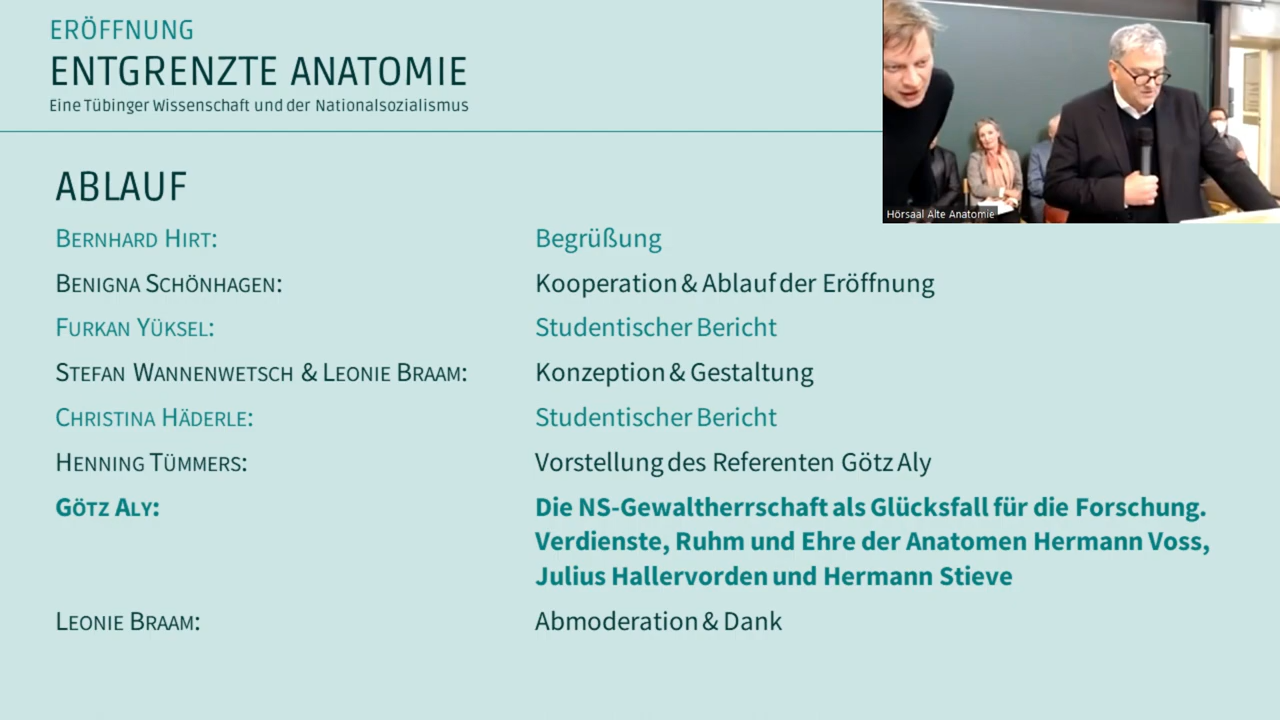 ERÖFFNUNG
ENTGRENZTE ANATOMIE
Eine Tübinger Wissenschaft und der Nationalsozialismus
Hörsaal Alte Anatomie
ABLAUF
BERNHARD HIRT: Begrüßung
BENIGNA SCHÖNHAGEN: Kooperation & Ablauf der Eröffnung
FURKAN YÜKSEL: Studentischer Bericht
STEFAN WANNENWETSCH & LEONIE BRAAM: Konzeption & Gestaltung
CHRISTINA HÄDERLE: Studentischer Bericht
HENNING TÜMMERS: Vorstellung des Referenten Götz Aly
GÖTZ ALY: Die NS-Gewaltherrschaft als Glücksfall für die Forschung.
Verdienste, Ruhm und Ehre der Anatomen Hermann Voss,
Julius Hallervorden und Hermann Stieve
LEONIE BRAAM: Abmoderation & Dank